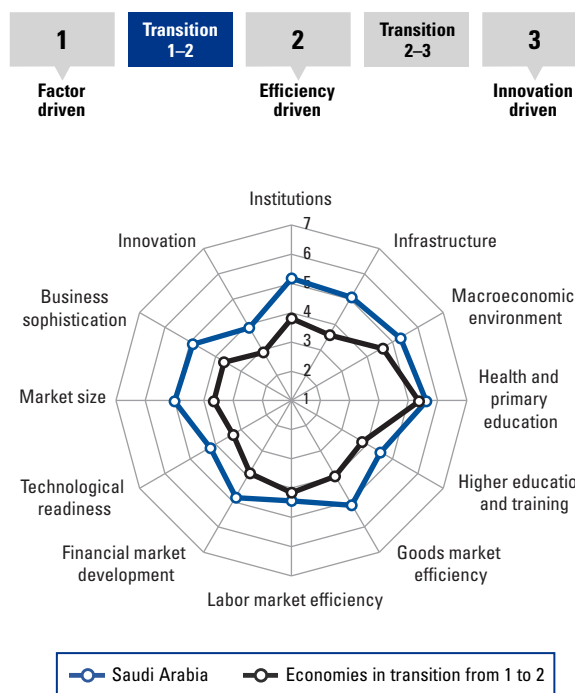 1
Transition
1–2
2
Transition
2–3
3
Factor
driven
Efficiency
driven
Innovation
driven
Institutions
7
Innovation
Infrastructure
6
Business
sophistication
5
Macroeconomic
environment
4
3
Market size
2
Health and
primary
education
1
Technological
readiness
Higher educatio
and training
Financial market
development
Goods market
efficiency
Labor market efficiency
Saudi Arabia
Economies in transition from 1 to 2